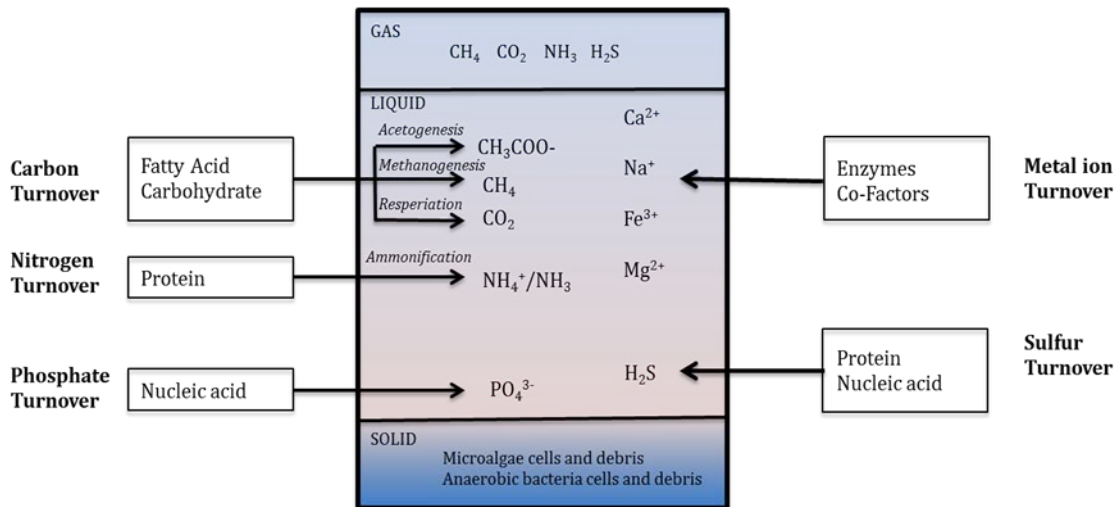 GAS
CH₄ CO₂ NH₃ H₂S
LIQUID
Acetogenesis
CH₃COO-
Methanogenesis
CH₄
Resperiation
CO₂
Ammonification
NH₄⁺/NH₃
PO₄³⁻
Ca²⁺
Na⁺
Fe³⁺
Mg²⁺
H₂S
SOLID
Microalgae cells and debris
Anaerobic bacteria cells and debris
Carbon
Turnover
Fatty Acid
Carbohydrate
Nitrogen
Turnover
Protein
Phosphate
Turnover
Nucleic acid
Enzymes
Co-Factors
Metal ion
Turnover
Protein
Nucleic acid
Sulfur
Turnover